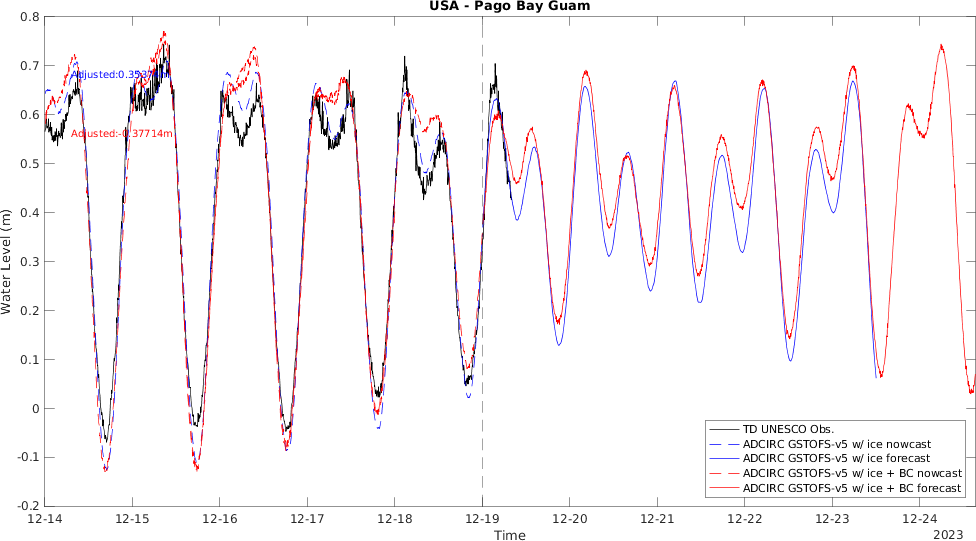 USA - Pago Bay Guam
0.8
0.7
0.6
0.5
0.4
0.3
0.2
0.1
0
-0.1
-0.2
Water Level (m)
Adjusted:-0.37714m
12-14
12-15
12-16
12-17
12-18
12-19
12-20
12-21
12-22
12-23
12-24
Time
2023
TD UNESCO Obs.
ADCIRC GSTOFS-v5 w/ ice nowcast
ADCIRC GSTOFS-v5 w/ ice forecast
ADCIRC GSTOFS-v5 w/ ice + BC nowcast
ADCIRC GSTOFS-v5 w/ ice + BC forecast